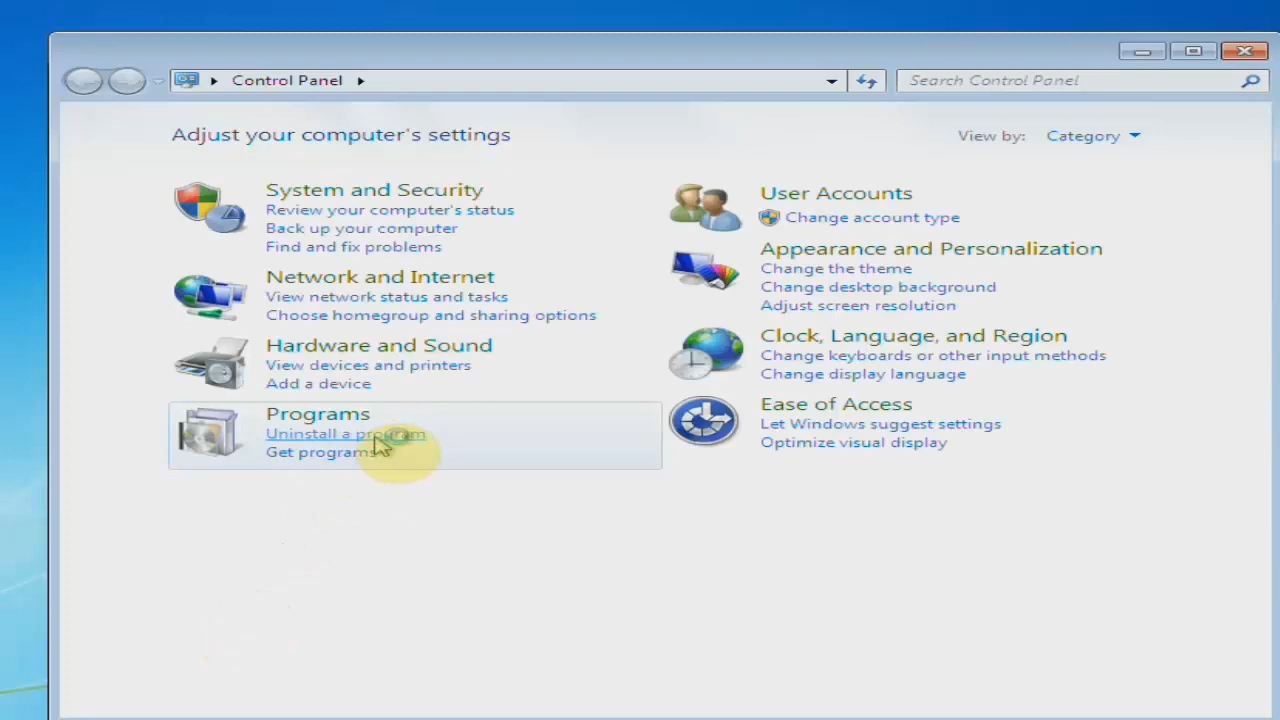 Control Panel
Search Control Panel
Adjust your computer's settings
View by: Category
System and Security
Review your computer's status
Back up your computer
Find and fix problems
Network and Internet
View network status and tasks
Choose homegroup and sharing options
Hardware and Sound
View devices and printers
Add a device
Programs
Uninstall a program
Get programs
User Accounts
Change account type
Appearance and Personalization
Change the theme
Change desktop background
Adjust screen resolution
Clock, Language, and Region
Change keyboards or other input methods
Change display language
Ease of Access
Let Windows suggest settings
Optimize visual display